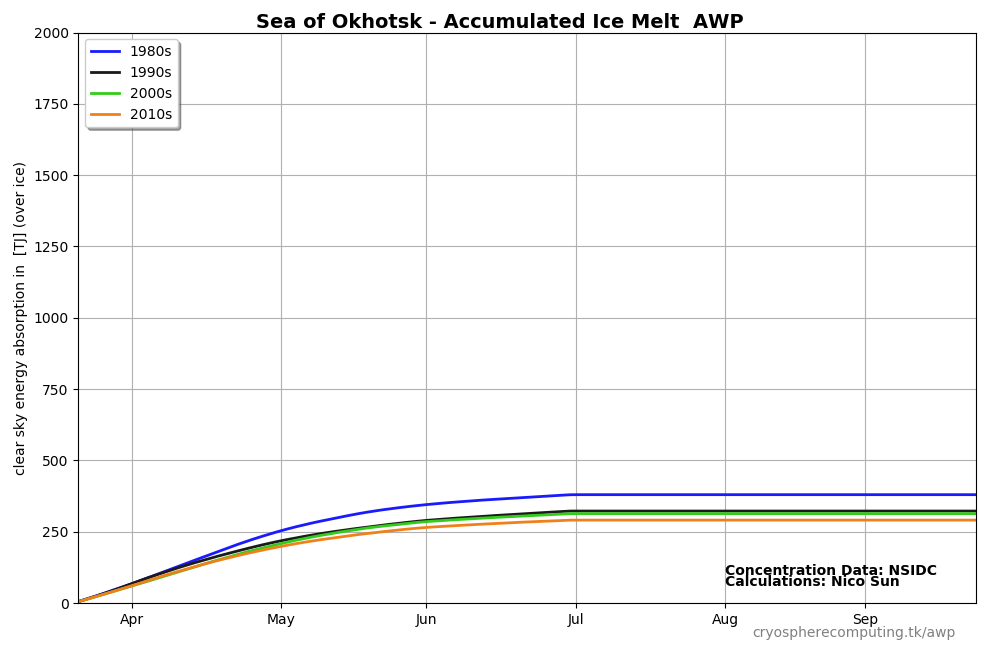 Sea of Okhotsk - Accumulated Ice Melt  AWP
2000
1750
1500
1250
1000
750
500
250
0
clear sky energy absorption in  [TJ] (over ice)
1980s
1990s
2000s
2010s
Concentration Data: NSIDC
Calculations: Nico Sun
Apr May Jun Jul Aug Sep
cryospherecomputing.tk/awp